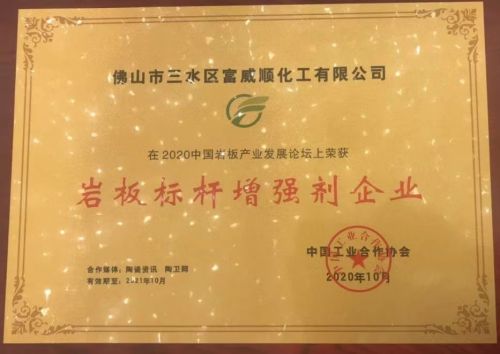 佛山市三水区富威顺化工有限公司
在2020中国岩板产业发展论坛上荣获
岩板标杆增强剂企业
中国工业合作协会
2020年10月
合作媒体：陶瓷资讯 陶卫网
有效期至：2021年10月